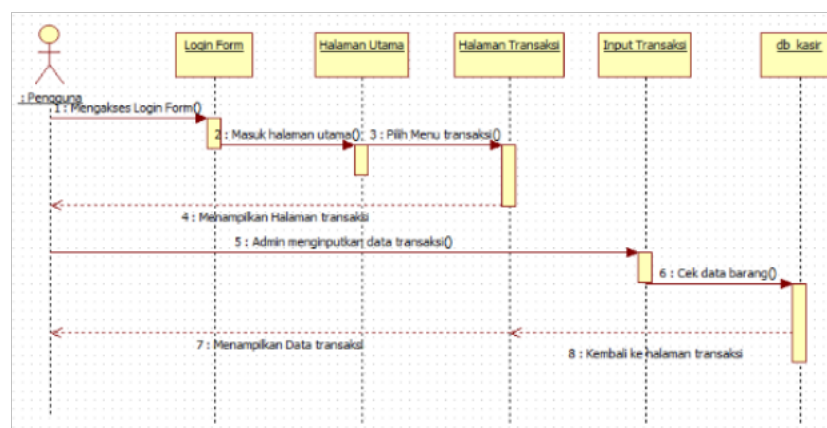 Login Form
Halaman Utama
Halaman Transaksi
Input Transaksi
db_kasir
: Pengguna
1 : Mengakses Login Form()
2 : Masuk halaman utama()
3 : Pilih Menu transaksi()
4 : Menampilkan Halaman transaksi
5 : Admin menginputkan data transaksi()
6 : Cek data barang()
7 : Menampilkan Data transaksi
8 : Kembali ke halaman transaksi